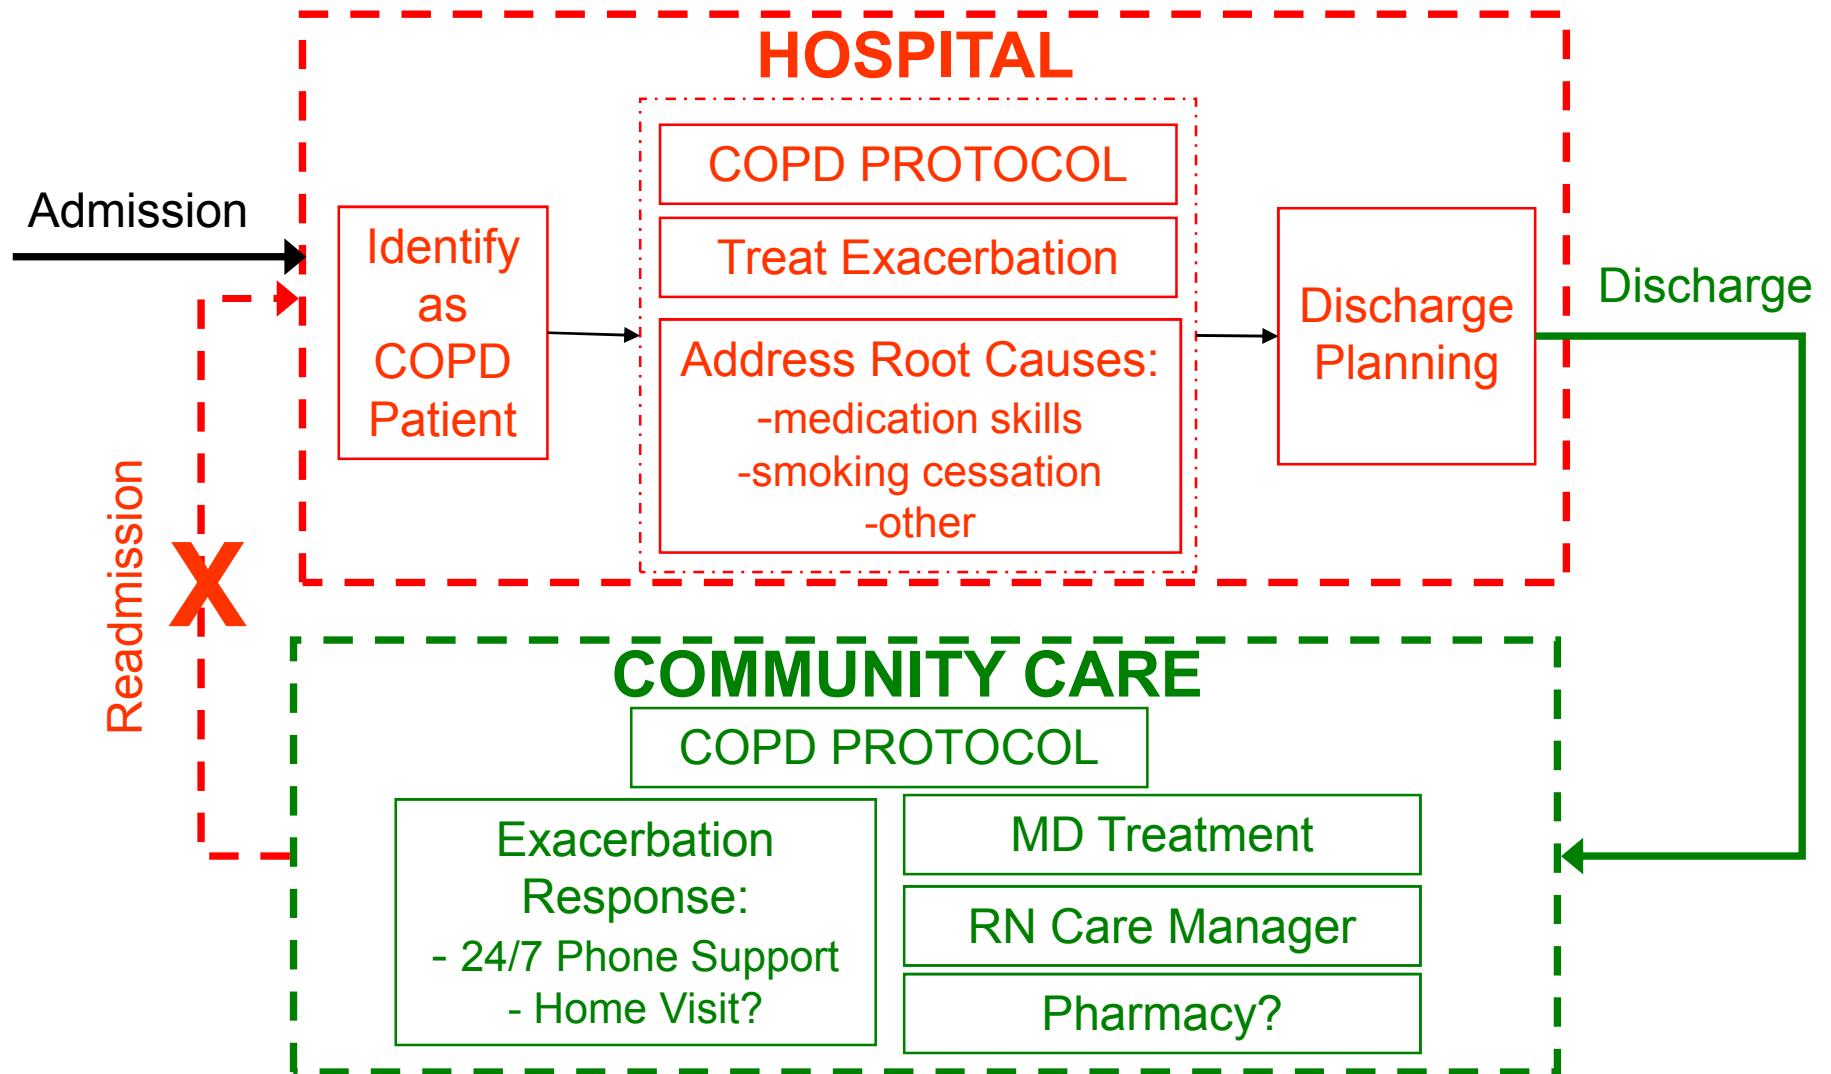 HOSPITAL
Admission
Identify
as
COPD
Patient
COPD PROTOCOL
Treat Exacerbation
Address Root Causes:
-medication skills
-smoking cessation
-other
Discharge
Planning
Discharge
Readmission
X
COMMUNITY CARE
COPD PROTOCOL
Exacerbation
Response:
- 24/7 Phone Support
- Home Visit?
MD Treatment
RN Care Manager
Pharmacy?